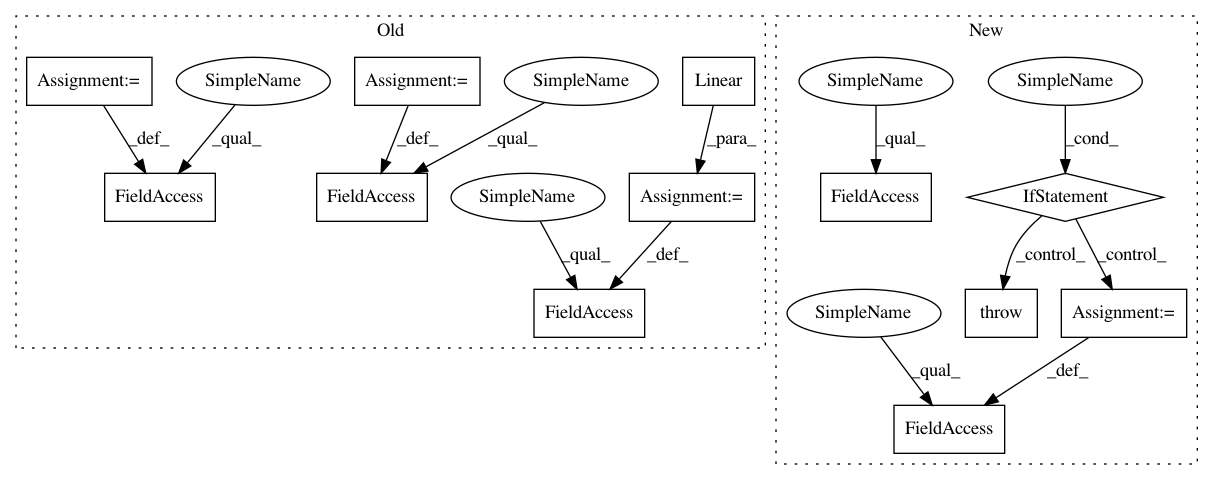 Old
New
Assignment:=
SimpleName
Assignment:=
SimpleName
Linear
SimpleName
SimpleName
_def_
_qual_
_def_
_qual_
_para_
_qual_
_cond_
FieldAccess
FieldAccess
SimpleName
Assignment:=
FieldAccess
IfStatement
_qual_
_def_
_control_
_control_
FieldAccess
SimpleName
throw
Assignment:=
_qual_
_def_
FieldAccess